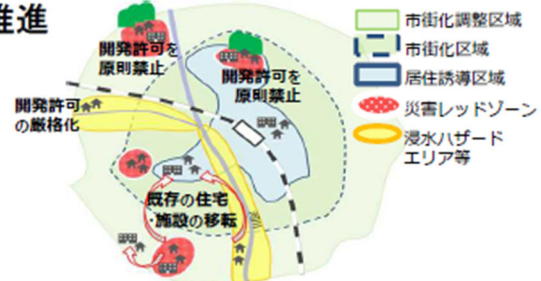 推進
開発許可を
原則禁止
開発許可を
原則禁止
開発許可
の厳格化
既存の住宅
・施設の移転
市街化調整区域
市街化区域
居住誘導区域
災害レッドゾーン
浸水ハザード
エリア等